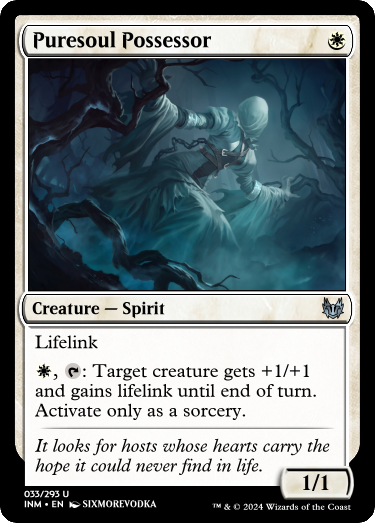 Puresoul Possessor
Creature — Spirit
Lifelink
, : Target creature gets +1/+1
and gains lifelink until end of turn.
Activate only as a sorcery.
It looks for hosts whose hearts carry the
hope it could never find in life.
1/1
033/293 U
INM • EN SIXMOREVODKA
™ & © 2024 Wizards of the Coast